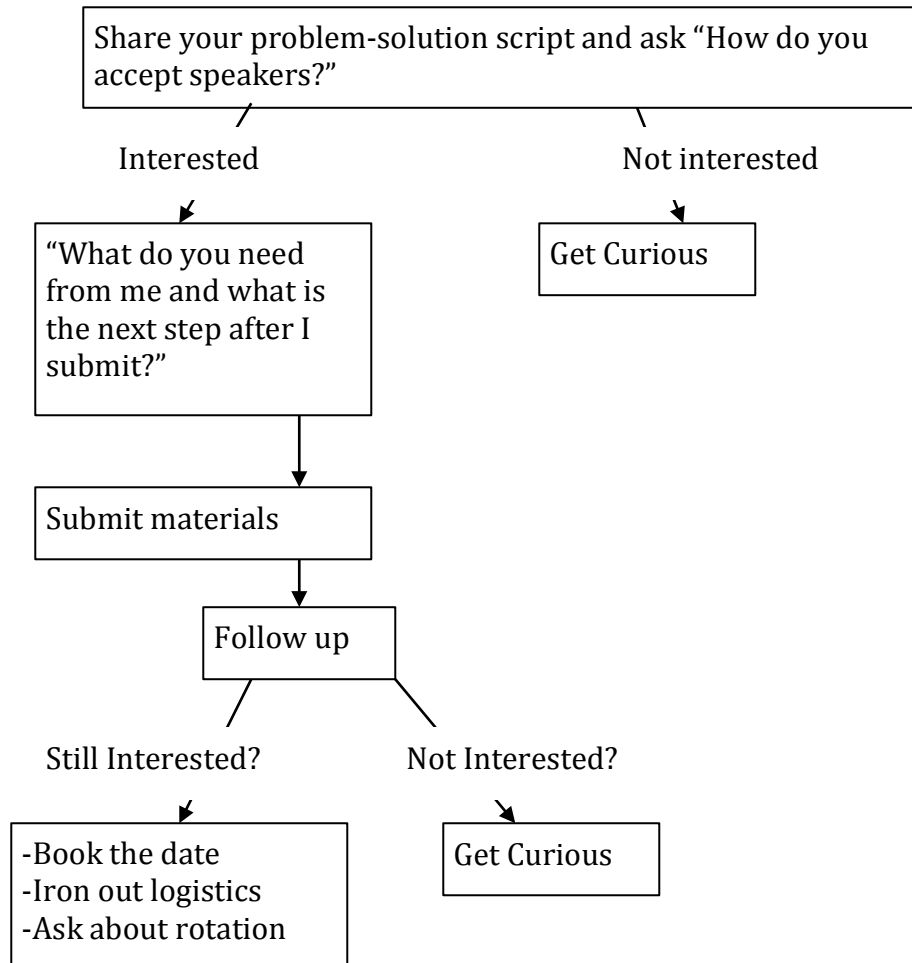 Share your problem-solution script and ask “How do you
accept speakers?”
Interested
Not interested
“What do you need
from me and what is
the next step after I
submit?”
Get Curious
Submit materials
Follow up
Still Interested?
Not Interested?
-Book the date
-Iron out logistics
-Ask about rotation
Get Curious